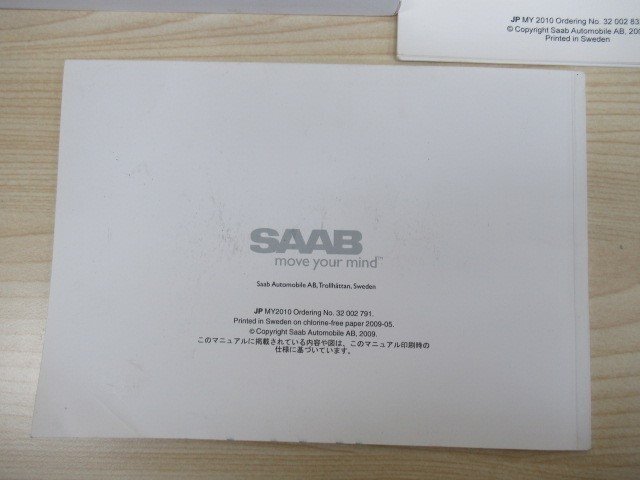 JP MY 2010 Ordering No. 32 002 83
© Copyright Saab Automobile AB, 200
Printed in Sweden
SAAB
move your mind™
Saab Automobile AB, Trollhättan, Sweden
JP MY2010 Ordering No. 32 002 791.
Printed in Sweden on chlorine-free paper 2009-05.
© Copyright Saab Automobile AB, 2009.
このマニュアルに掲載されている内容や図は、このマニュアル印刷時の
仕様に基づいています。